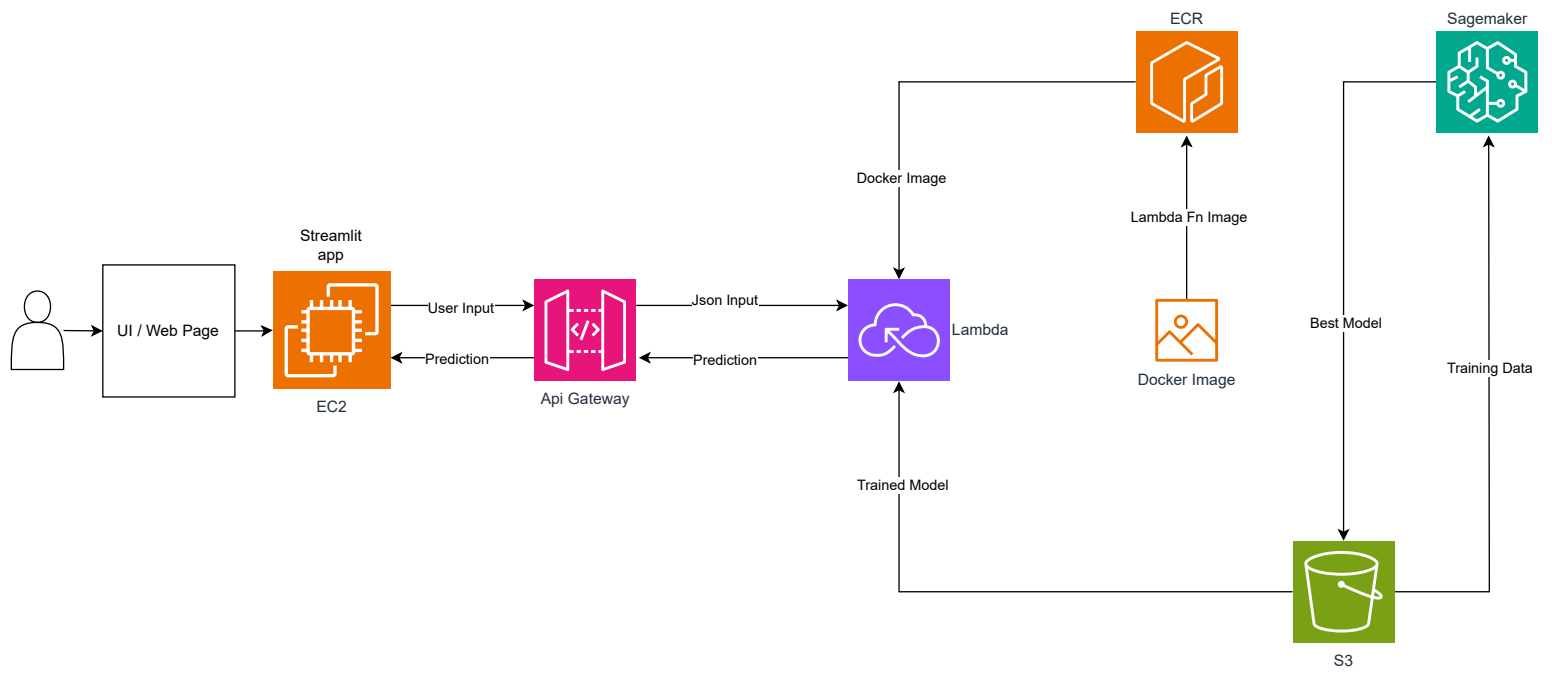 ECR
Sagemaker
Docker Image
Lambda Fn Image
Streamlit
app
User Input
Json Input
UI / Web Page
Lambda
Best Model
Prediction
Prediction
Training Data
Docker Image
Api Gateway
EC2
Trained Model
S3